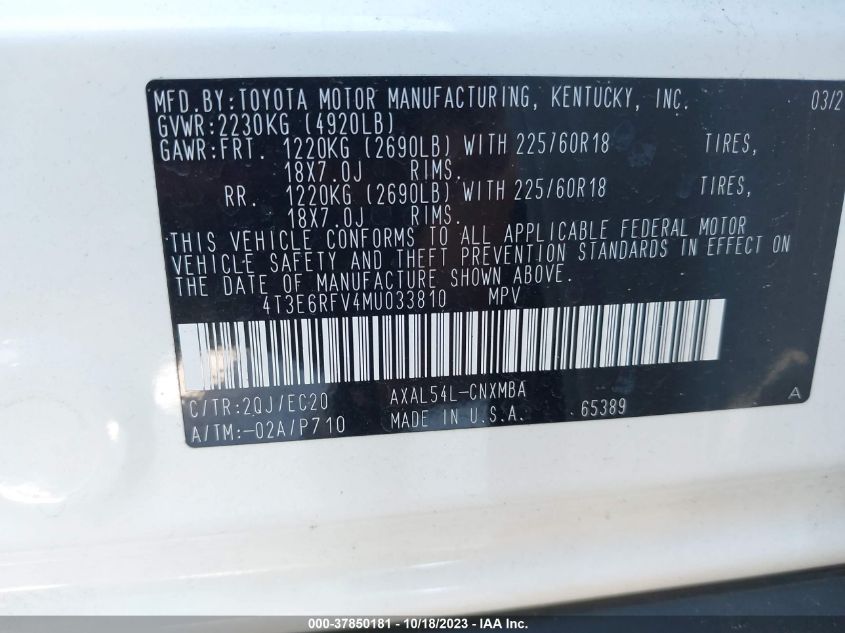 MFD.BY:TOYOTA MOTOR MANUFACTURING, KENTUCKY, INC. 03/2
GVWR:2230KG (4920LB)
GAWR:FRT. 1220KG (2690LB) WITH 225/60R18 TIRES,
18X7.0J RIMS.
RR. 1220KG (2690LB) WITH 225/60R18 TIRES,
18X7.0J RIMS.
THIS VEHICLE CONFORMS TO ALL APPLICABLE FEDERAL MOTOR
VEHICLE SAFETY AND THEFT PREVENTION STANDARDS IN EFFECT ON
THE DATE OF MANUFACTURE SHOWN ABOVE.
4T3E6RFV4MU033810 MPV
C/TR:2QJ/EC20 AXAL54L-CNXMBA A
A/TM:-02A/P710 MADE IN U.S.A. 65389
000-37850181 - 10/18/2023 - IAA Inc.